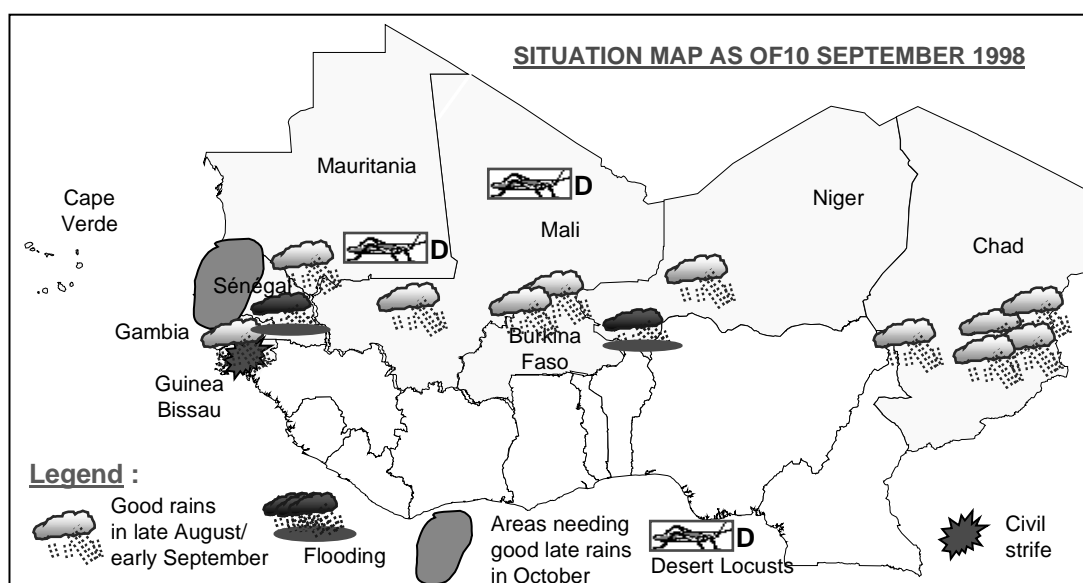 SITUATION MAP AS OF10 SEPTEMBER 1998
Mauritania
D
Cape
Verde
Mali
Niger
D
Chad
Sénégal
Gambia
Burkina
Faso
Guinea
Bissau
Legend :
Good rains
in late August/
early September
Flooding
Areas needing
good late rains
in October
D
Desert Locusts
Civil
strife